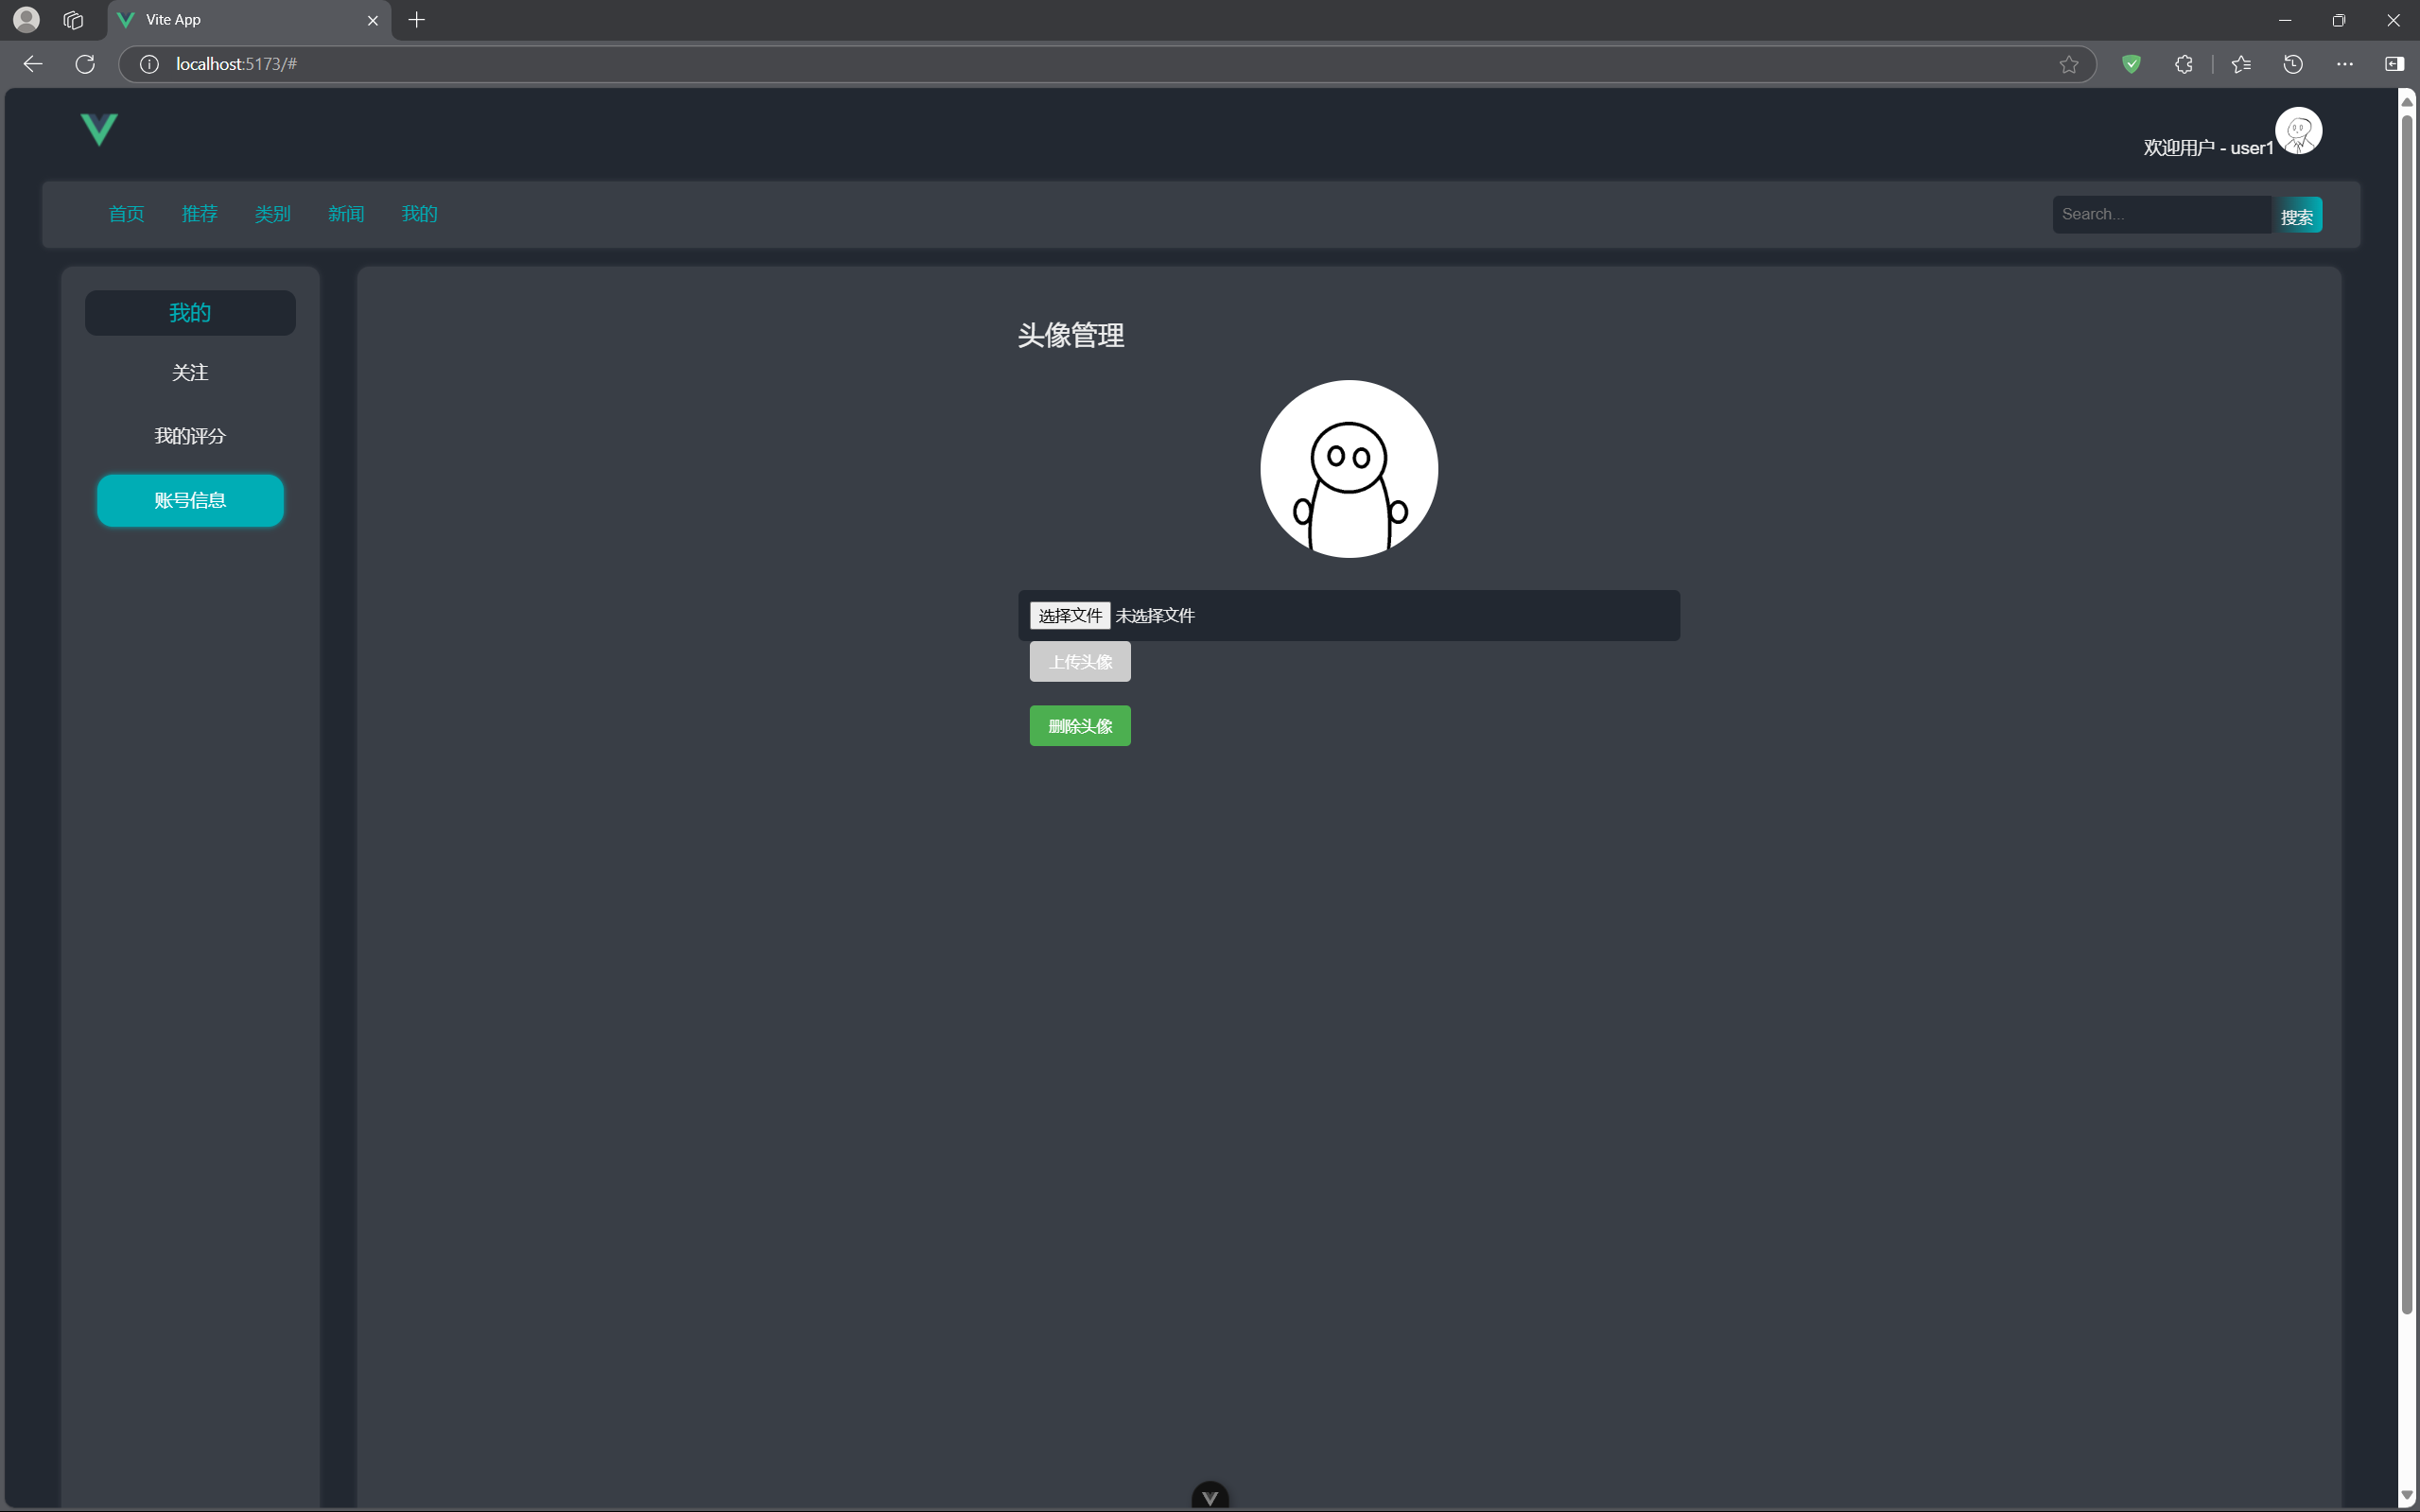 Vite App
localhost:5173/#
欢迎用户 - user1
首页 推荐 类别 新闻 我的
Search...
搜索
我的
关注
我的评分
账号信息
头像管理
选择文件 未选择文件
上传头像
删除头像